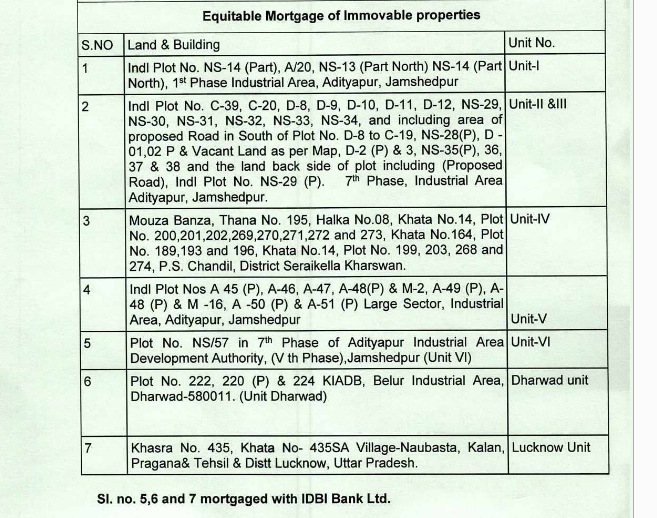 Equitable Mortgage of Immovable properties
S.NO Land & Building Unit No.
1 Indl Plot No. NS-14 (Part), A/20, NS-13 (Part North) NS-14 (Part Unit-I
North), 1st Phase Industrial Area, Adityapur, Jamshedpur
2 Indl Plot No. C-39, C-20, D-8, D-9, D-10, D-11, D-12, NS-29, Unit-II &III
NS-30, NS-31, NS-32, NS-33, NS-34, and including area of
proposed Road in South of Plot No. D-8 to C-19, NS-28(P), D -
01,02 P & Vacant Land as per Map, D-2 (P) & 3, NS-35(P), 36,
37 & 38 and the land back side of plot including (Proposed
Road), Indl Plot No. NS-29 (P). 7th Phase, Industrial Area
Adityapur, Jamshedpur.
3 Mouza Banza, Thana No. 195, Halka No.08, Khata No.14, Plot Unit-IV
No. 200,201,202,269,270,271,272 and 273, Khata No.164, Plot
No. 189,193 and 196, Khata No.14, Plot No. 199, 203, 268 and
274, P.S. Chandil, District Seraikella Kharswan.
4 Indl Plot Nos A 45 (P), A-46, A-47, A-48(P) & M-2, A-49 (P), A-
48 (P) & M -16, A -50 (P) & A-51 (P) Large Sector, Industrial
Area, Adityapur, Jamshedpur Unit-V
5 Plot No. NS/57 in 7th Phase of Adityapur Industrial Area Unit-VI
Development Authority, (V th Phase),Jamshedpur (Unit VI)
6 Plot No. 222, 220 (P) & 224 KIADB, Belur Industrial Area, Dharwad unit
Dharwad-580011. (Unit Dharwad)
7 Khasra No. 435, Khata No- 435SA Village-Naubasta, Kalan, Lucknow Unit
Pragana& Tehsil & Distt Lucknow, Uttar Pradesh.
Sl. no. 5,6 and 7 mortgaged with IDBI Bank Ltd.